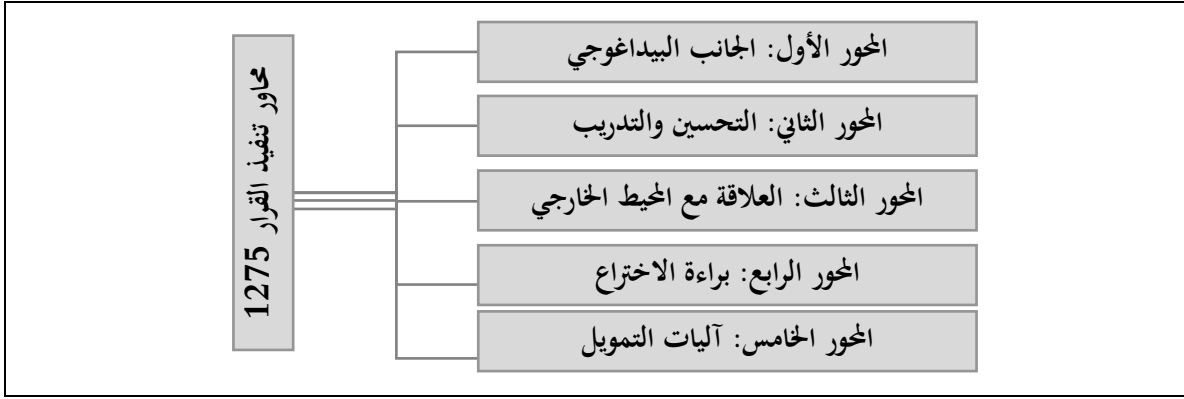 محاور تنفيذ القرار 1275
المحور الأول: الجانب البيداغوجي
المحور الثاني: التحسين والتدريب
المحور الثالث: العلاقة مع المحيط الخارجي
المحور الرابع: براءة الاختراع
المحور الخامس: آليات التمويل